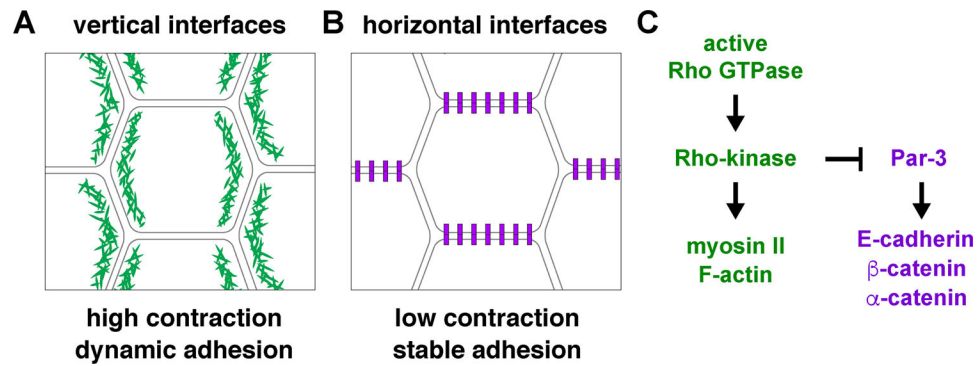 A vertical interfaces
high contraction
dynamic adhesion
B horizontal interfaces
low contraction
stable adhesion
C
active
Rho GTPase
Rho-kinase
Par-3
myosin II
F-actin
E-cadherin
β-catenin
α-catenin